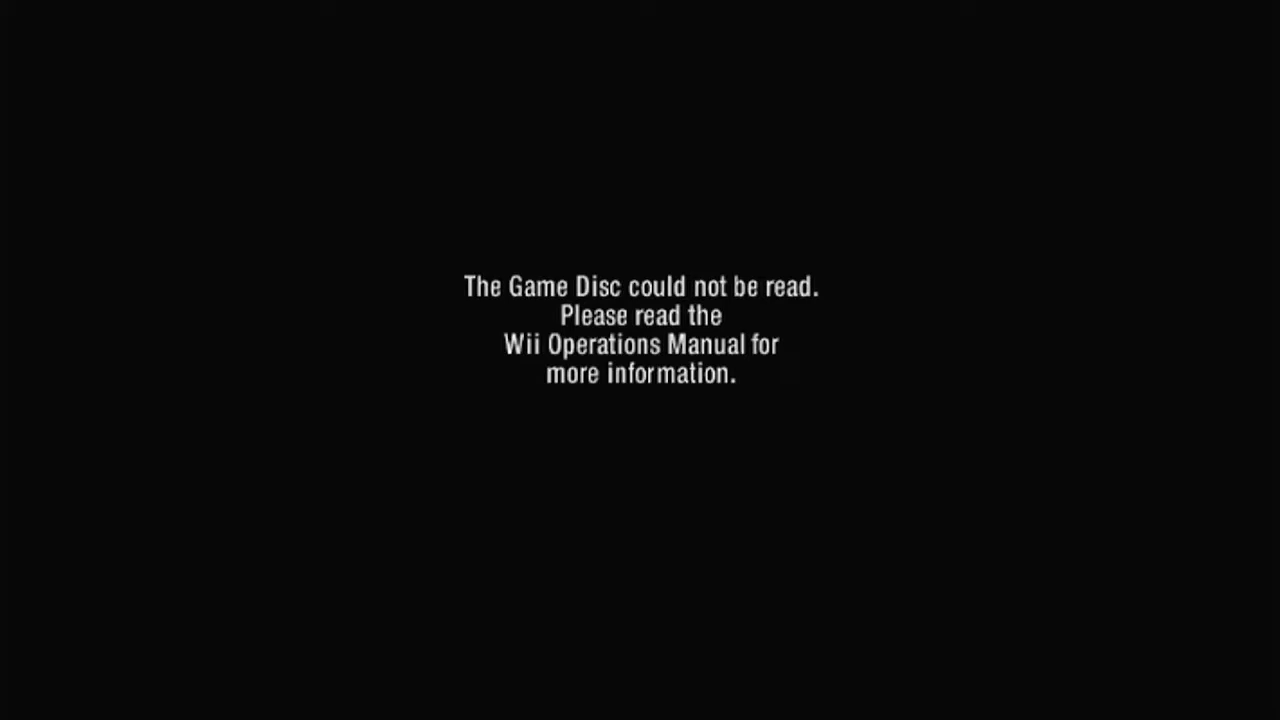 The Game Disc could not be read.
Please read the
Wii Operations Manual for
more information.